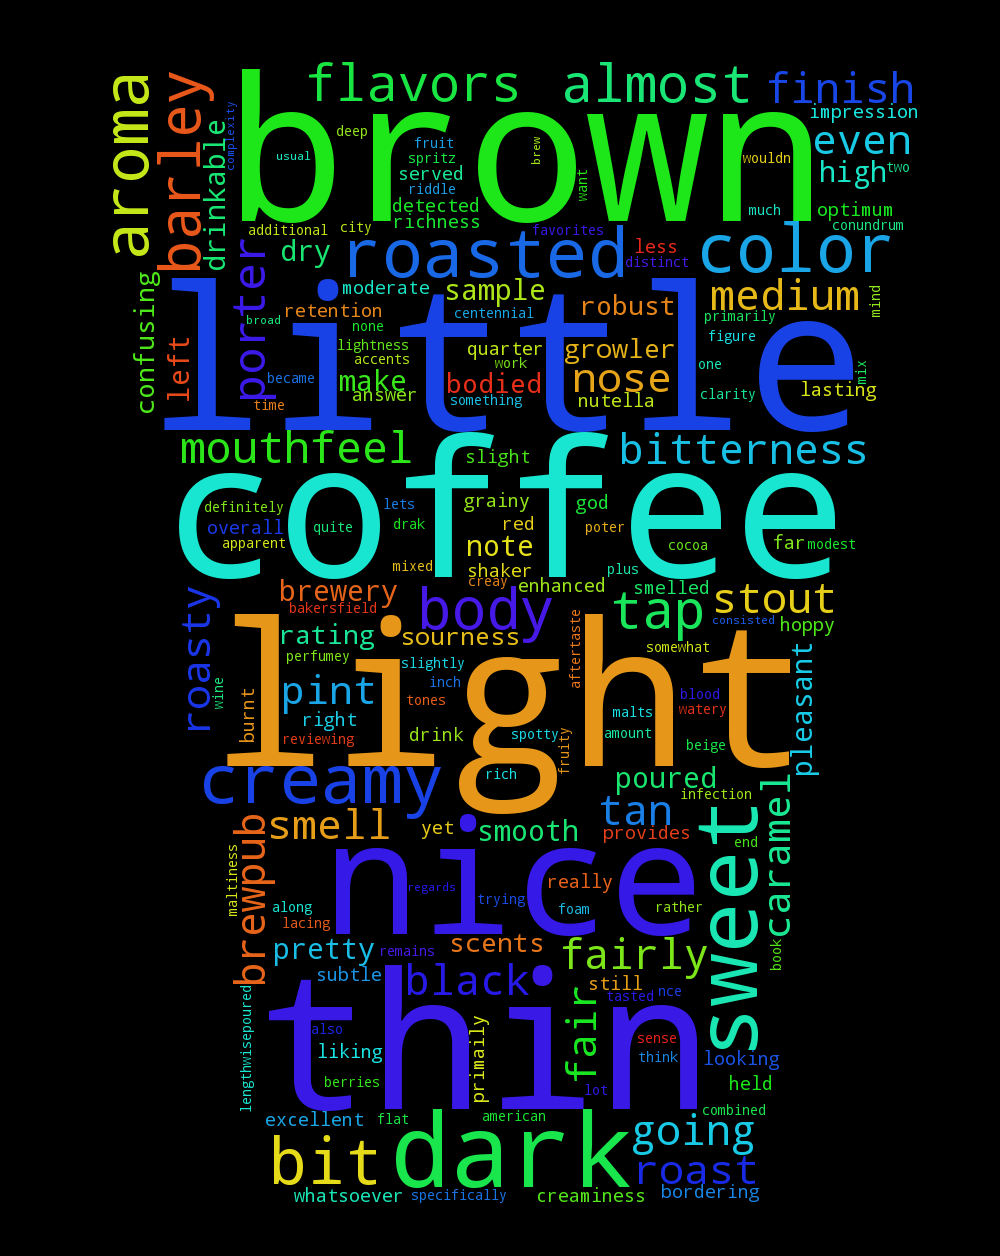 flavors
almost
finish
aroma
barley
complexity
brown
impression
deep
fruit
brew
even
drinkable
usual
spritz
wouldn
served
high
two
riddle
want
detected
much
optimum
richness
conundrum
additional
city
favorites
dry
roasted
less
color
porter
distinct
confusing
moderate
sample
medium
mind
little
retention
centennial
robust
primarily
broad
none
left
lightness
quarter
growler
figure
accents
work
one
mix
became
make
bodied
nose
answer
something
nutella
clarity
lasting
time
mouthfeel
slight
bitterness
coffee
definitely
lets
grainy
god
overall
quite
drak
red
poter
apparent
note
cocoa
far
modest
mixed
shaker
plus
creay
enhanced
smelled
brewery
body
tap
stout
bakersfield
consisted
hoppy
roasty
rating
sourness
aftertaste
somewhat
perfumey
slightly
pleasant
light
wine
pint
inch
blood
burnt
right
tones
malts
watery
reviewing
drink
spotty
fruity
amount
beige
creamy
rich
poured
caramel
infection
tan
smell
yet
smooth
provides
sweet
end
brewpub
maltiness
nice
regards
really
trying
along
foam
rather
lacing
pretty
remains
scents
fairly
book
subtle
black
still
tasted
nce
lengthwisepoured
thin
also
primaily
fair
sense
liking
think
looking
berries
lot
held
excellent
flat
american
combined
bit
dark
going
roast
whatsoever
specifically
creaminess
bordering